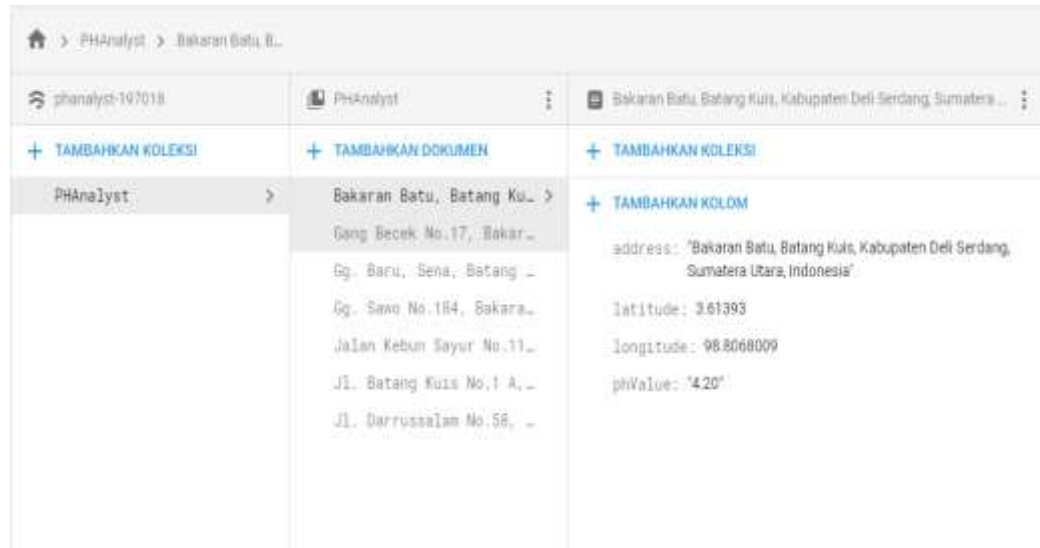 > PHAnalyst > Bakaran Batu, B...
phanalyst-197018
PHAnalyst
Bakaran Batu, Batang Kuis, Kabupaten Deli Serdang, Sumatera ...
+ TAMBAHKAN KOLEKSI
+ TAMBAHKAN DOKUMEN
+ TAMBAHKAN KOLEKSI
PHAnalyst >
Bakaran Batu, Batang Ku… >
Gang Becek No.17, Bakar…
Gg. Baru, Sena, Batang …
Gg. Sawo No.184, Bakara…
Jalan Kebun Sayur No.11…
Jl. Batang Kuis No.1 A, …
Jl. Darrussalam No.58, …
+ TAMBAHKAN KOLOM
address: "Bakaran Batu, Batang Kuis, Kabupaten Deli Serdang,
Sumatera Utara, Indonesia"
latitude: 3.61393
longitude: 98.8068009
phValue: "4.20"